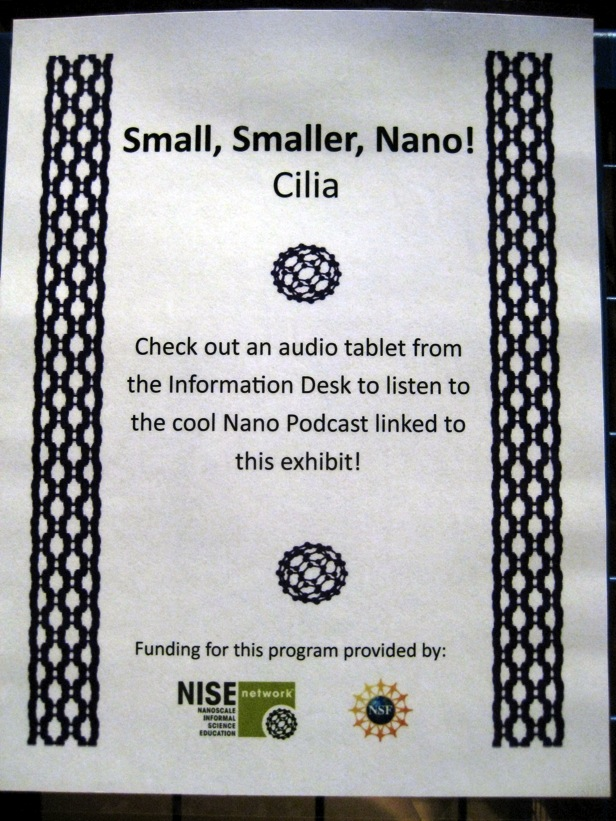 Small, Smaller, Nano!
Cilia
Check out an audio tablet from
the Information Desk to listen to
the cool Nano Podcast linked to
this exhibit!
Funding for this program provided by:
NISE network
NANOSCALE
INFORMAL
SCIENCE
EDUCATION
NSF